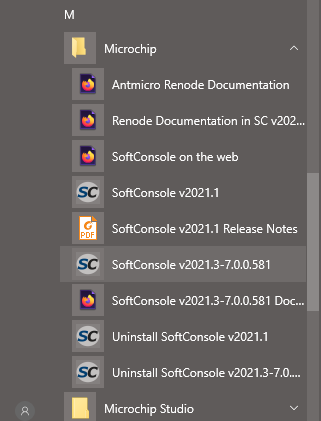 M
Microchip
Antmicro Renode Documentation
Renode Documentation in SC v202...
SoftConsole on the web
SC SoftConsole v2021.1
PDF SoftConsole v2021.1 Release Notes
SC SoftConsole v2021.3-7.0.0.581
SoftConsole v2021.3-7.0.0.581 Doc...
SC Uninstall SoftConsole v2021.1
SC Uninstall SoftConsole v2021.3-7.0....
Microchip Studio